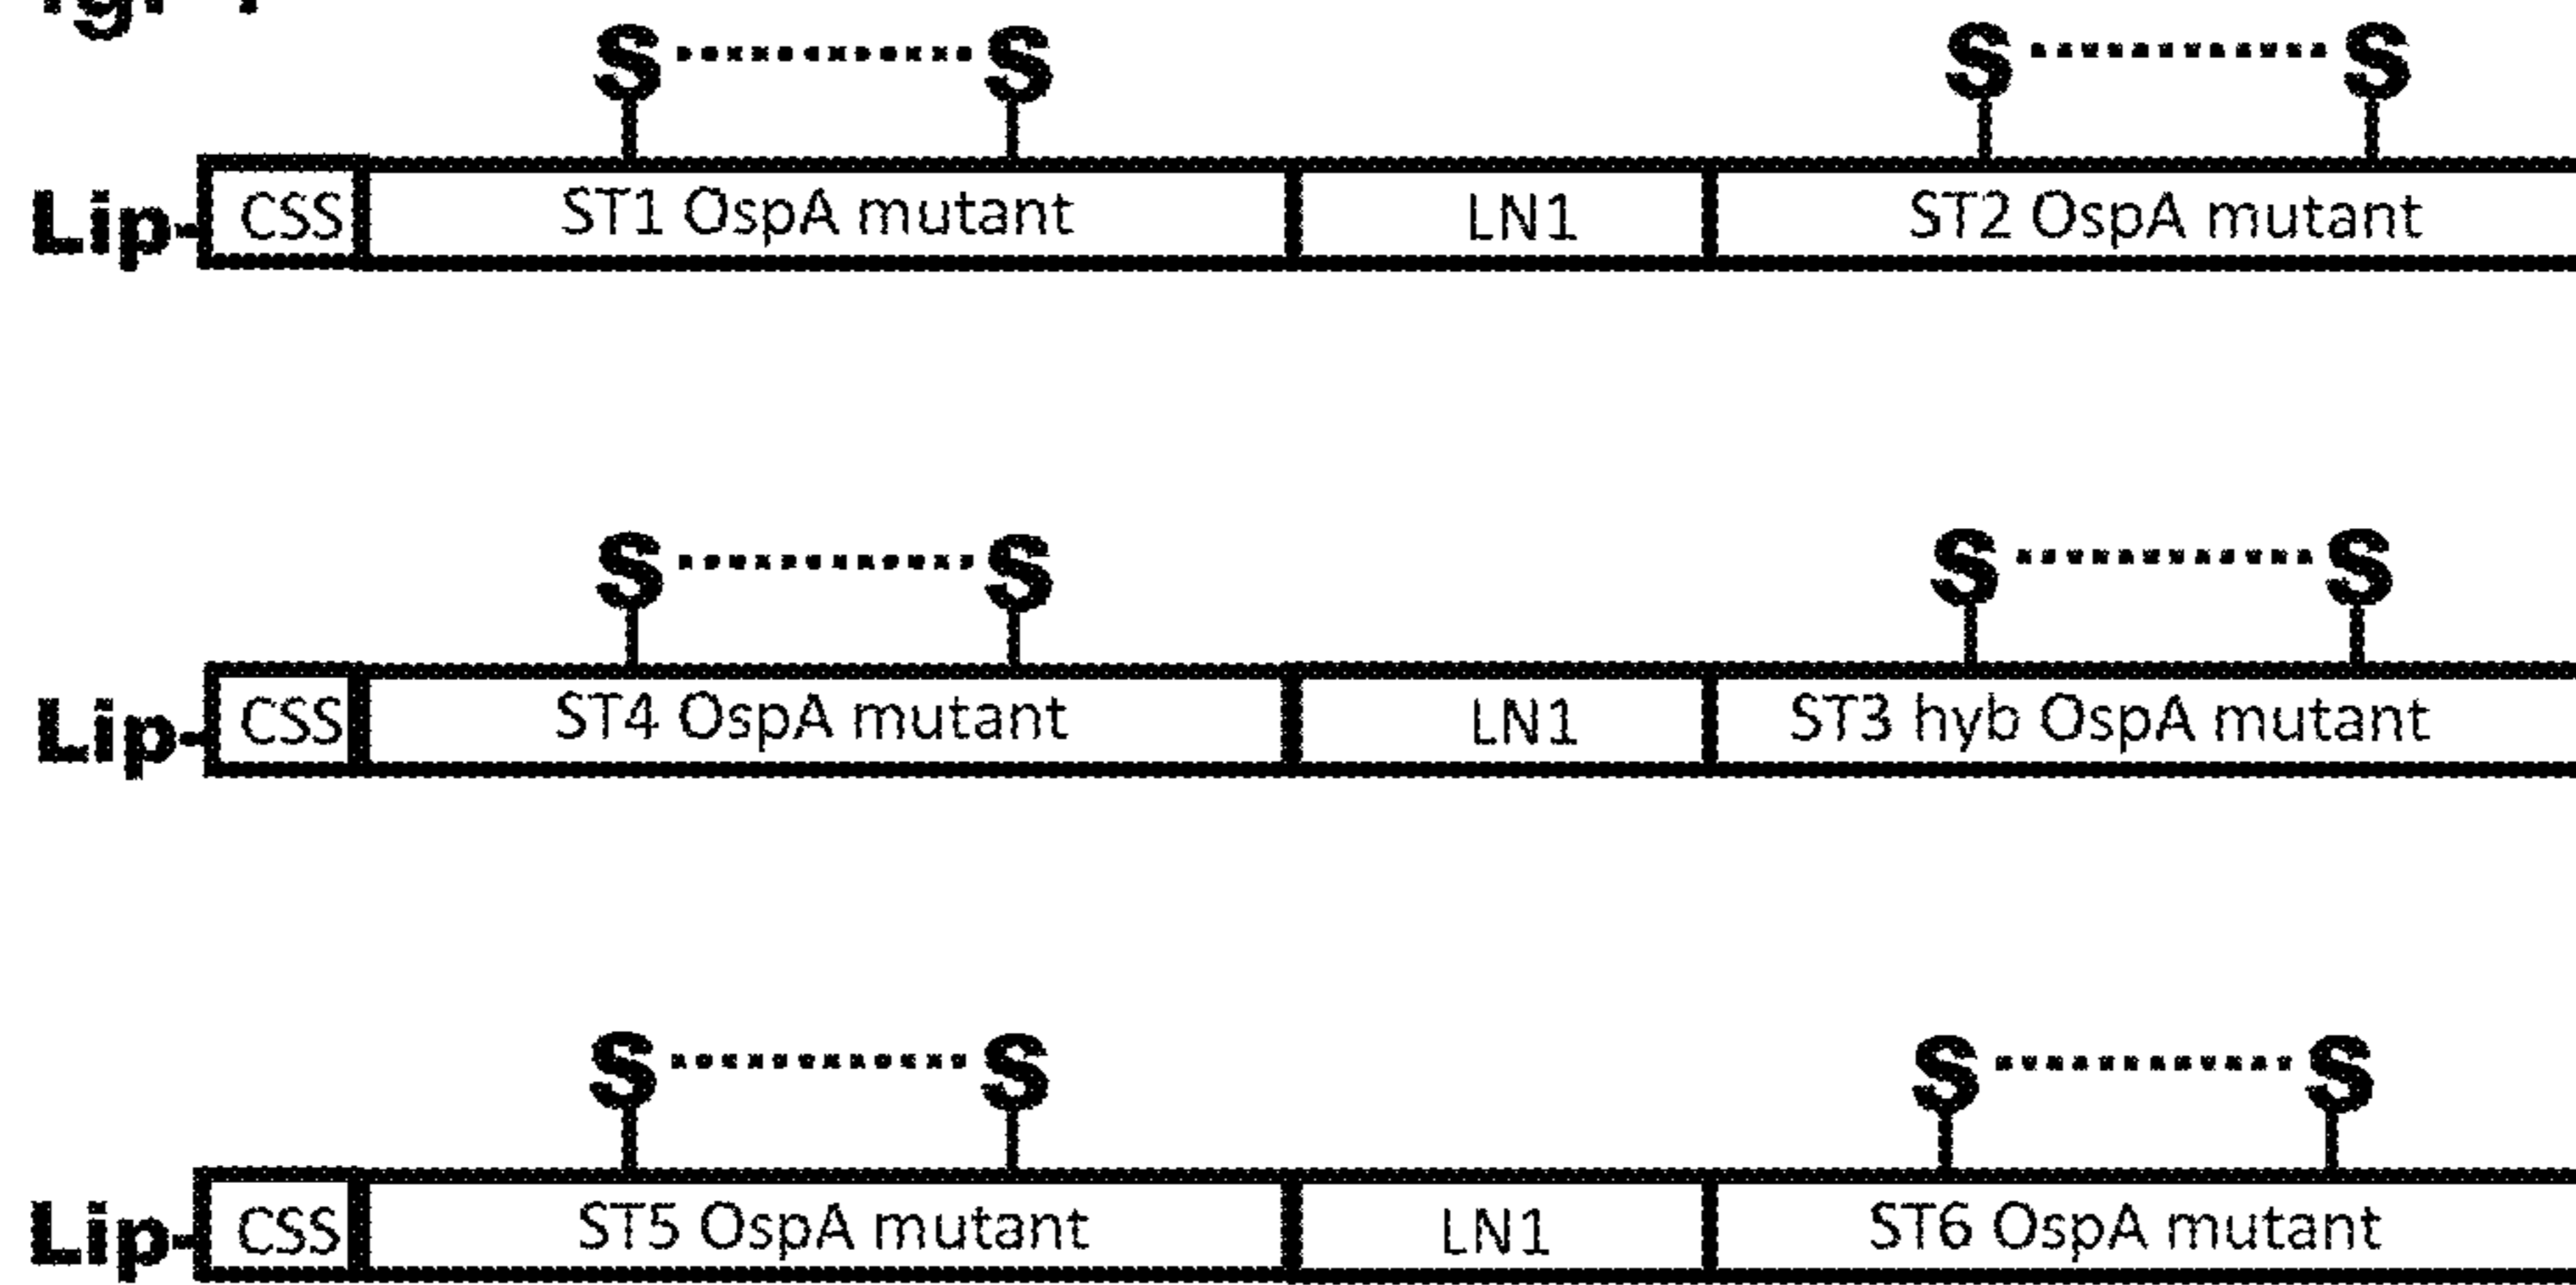 S S S S
Lip- CSS ST1 OspA mutant LN1 ST2 OspA mutant
S S S S
Lip- CSS ST4 OspA mutant LN1 ST3 hyb OspA mutant
S S S S
Lip- CSS ST5 OspA mutant LN1 ST6 OspA mutant